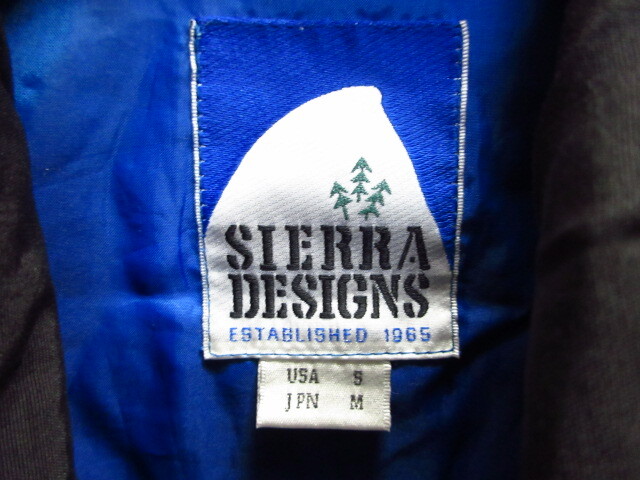 SIERRA
DESIGNS
ESTABLISHED 1965
USA S
JPN M